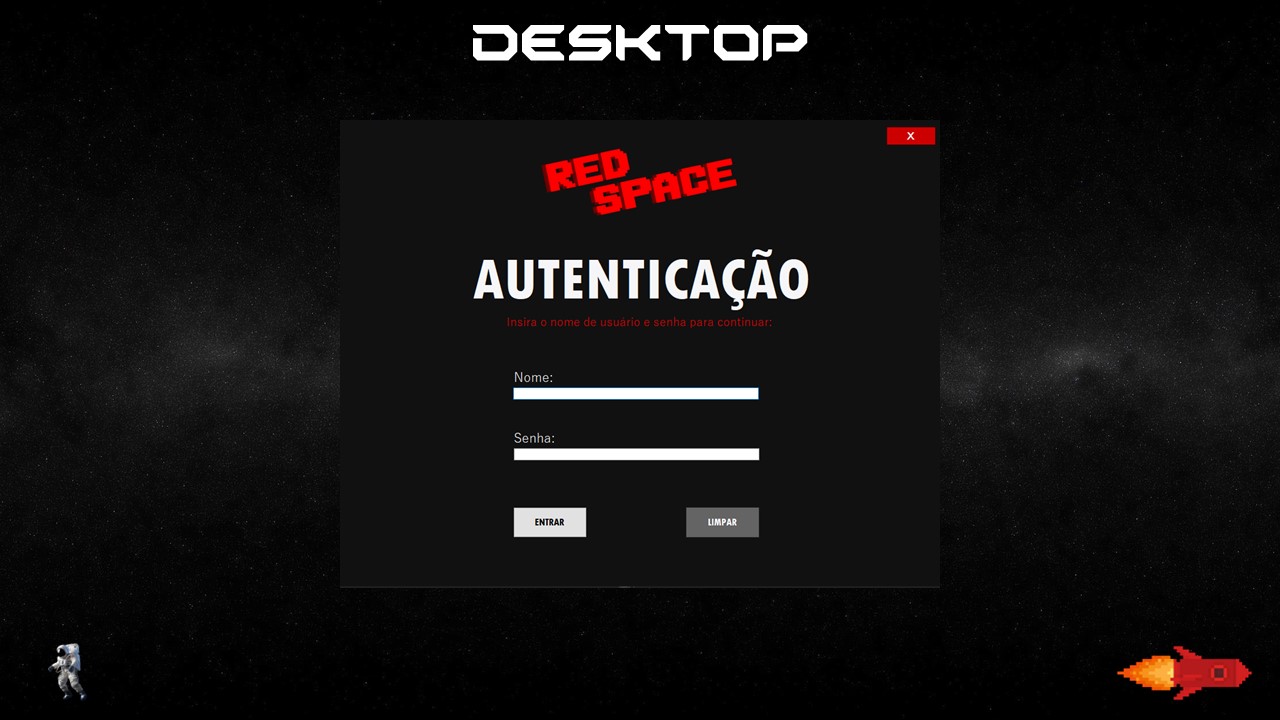 DESKTOP
X
RED
SPACE
AUTENTICAÇÃO
Insira o nome de usuário e senha para continuar:
Nome:
Senha:
ENTRAR
LIMPAR